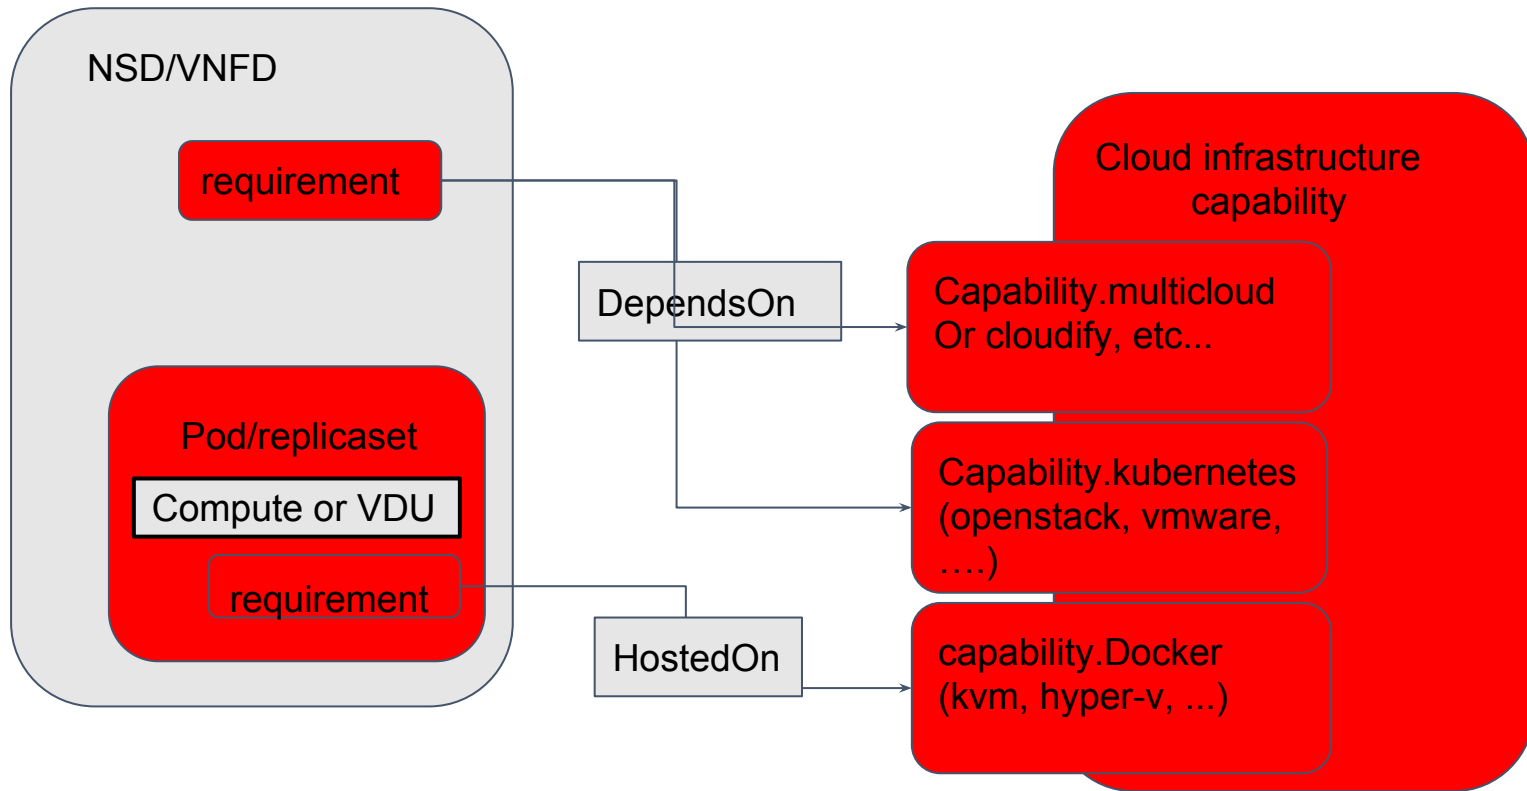 NSD/VNFD
requirement
Pod/replicaset
Compute or VDU
requirement
DependsOn
HostedOn
Cloud infrastructure
capability
Capability.multicloud
Or cloudify, etc...
Capability.kubernetes
(openstack, vmware,
….)
capability.Docker
(kvm, hyper-v, ...)